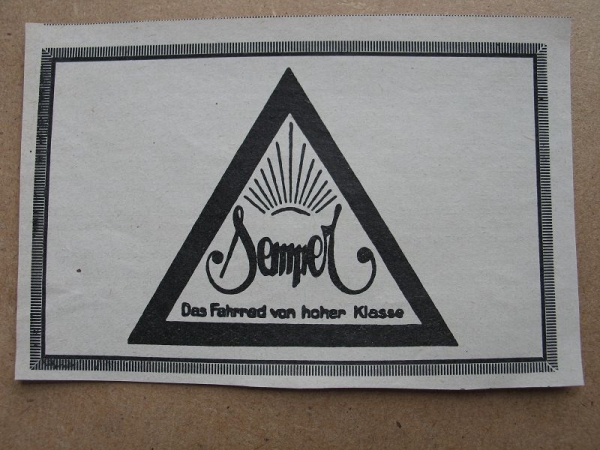 Semper
Das Fahrrad von hoher Klasse